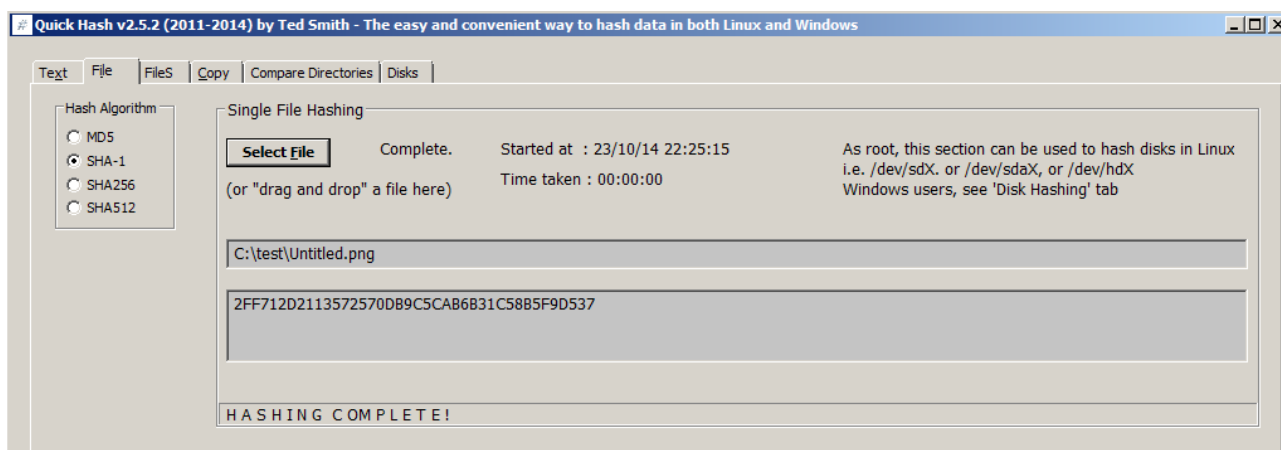 Quick Hash v2.5.2 (2011-2014) by Ted Smith - The easy and convenient way to hash data in both Linux and Windows
Text File FileS Copy Compare Directories Disks
Hash Algorithm
MD5
SHA-1
SHA256
SHA512
Single File Hashing
Select File
Complete.
(or "drag and drop" a file here)
Started at : 23/10/14 22:25:15
Time taken : 00:00:00
As root, this section can be used to hash disks in Linux
i.e. /dev/sdX. or /dev/sdaX, or /dev/hdX
Windows users, see 'Disk Hashing' tab
C:\test\Untitled.png
2FF712D2113572570DB9C5CAB6B31C58B5F9D537
HASHING COMPLETE!